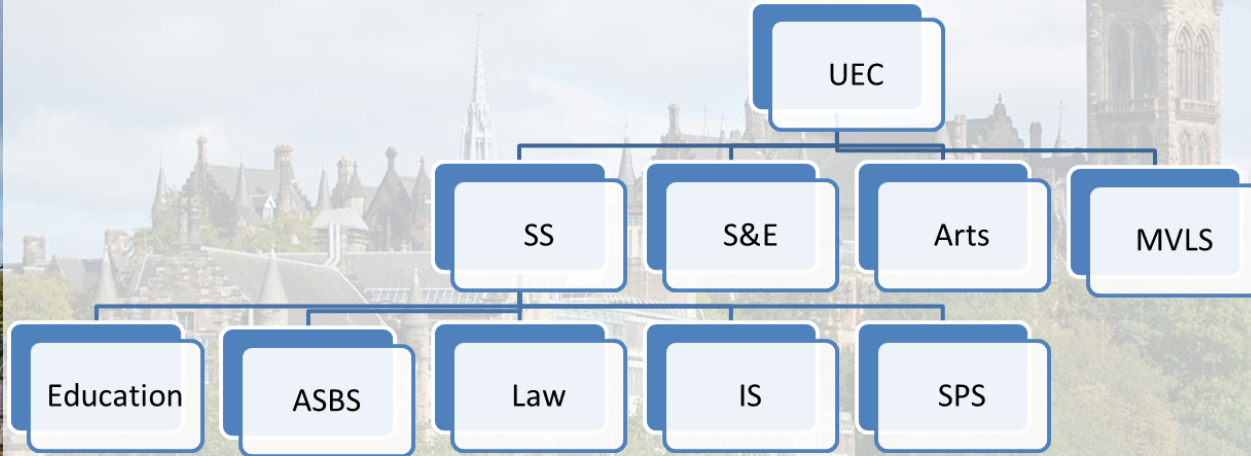 UEC
SS
S&E
Arts
MVLS
Education
ASBS
Law
IS
SPS